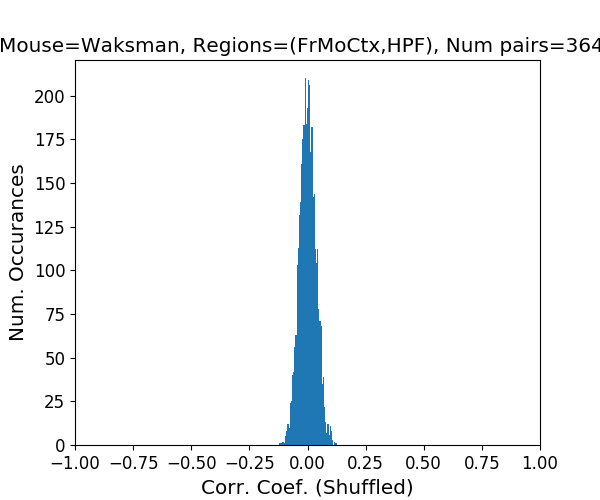 Mouse=Waksman, Regions=(FrMoCtx,HPF), Num pairs=364
Num. Occurances
200
175
150
125
100
75
50
25
0
−1.00 −0.75 −0.50 −0.25 0.00 0.25 0.50 0.75 1.00
Corr. Coef. (Shuffled)